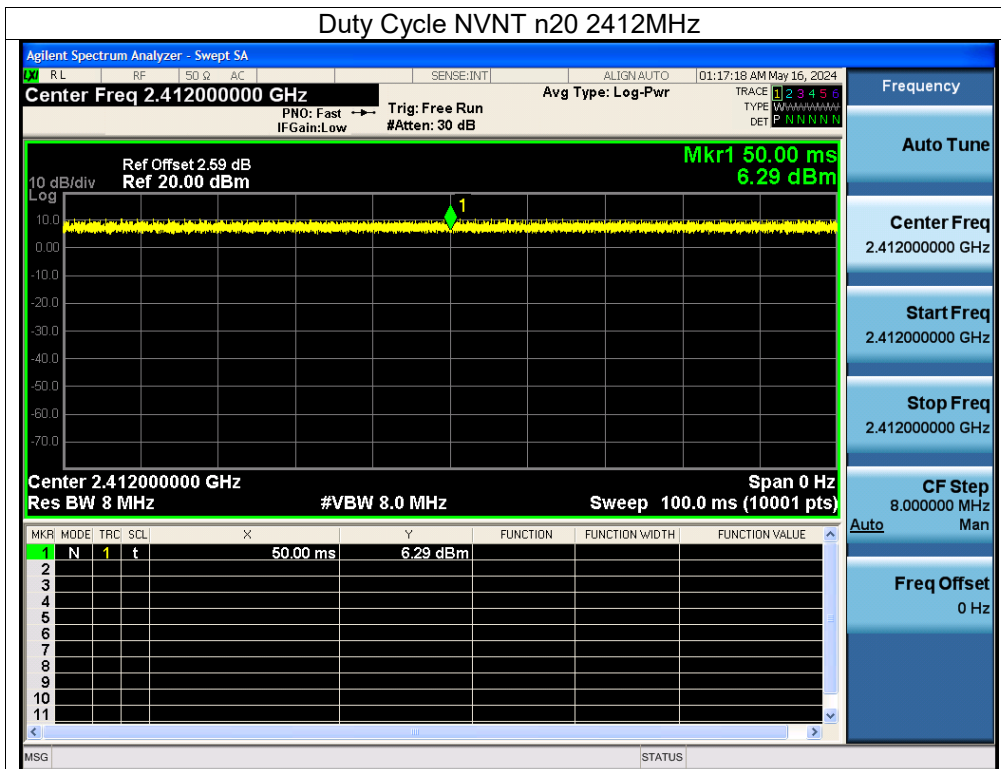 Duty Cycle NVNT n20 2412MHz
Agilent Spectrum Analyzer - Swept SA
LXI RL RF 50 Ω AC SENSE:INT ALIGN AUTO 01:17:18 AM May 16, 2024
Center Freq 2.412000000 GHz Avg Type: Log-Pwr TRACE 1 2 3 4 5 6
PNO: Fast Trig: Free Run TYPE WWWWWW
IFGain:Low #Atten: 30 dB DET P N N N N N
Frequency
Auto Tune
Ref Offset 2.59 dB Mkr1 50.00 ms
10 dB/div Ref 20.00 dBm 6.29 dBm
Log
10.0
1
0.00
-10.0
-20.0
-30.0
-40.0
-50.0
-60.0
-70.0
Center 2.412000000 GHz Span 0 Hz
Res BW 8 MHz #VBW 8.0 MHz Sweep 100.0 ms (10001 pts)
Center Freq
2.412000000 GHz
Start Freq
2.412000000 GHz
Stop Freq
2.412000000 GHz
CF Step
8.000000 MHz
Auto Man
Freq Offset
0 Hz
MKR MODE TRC SCL X Y FUNCTION FUNCTION WIDTH FUNCTION VALUE
1 N 1 t 50.00 ms 6.29 dBm
2
3
4
5
6
7
8
9
10
11
MSG STATUS